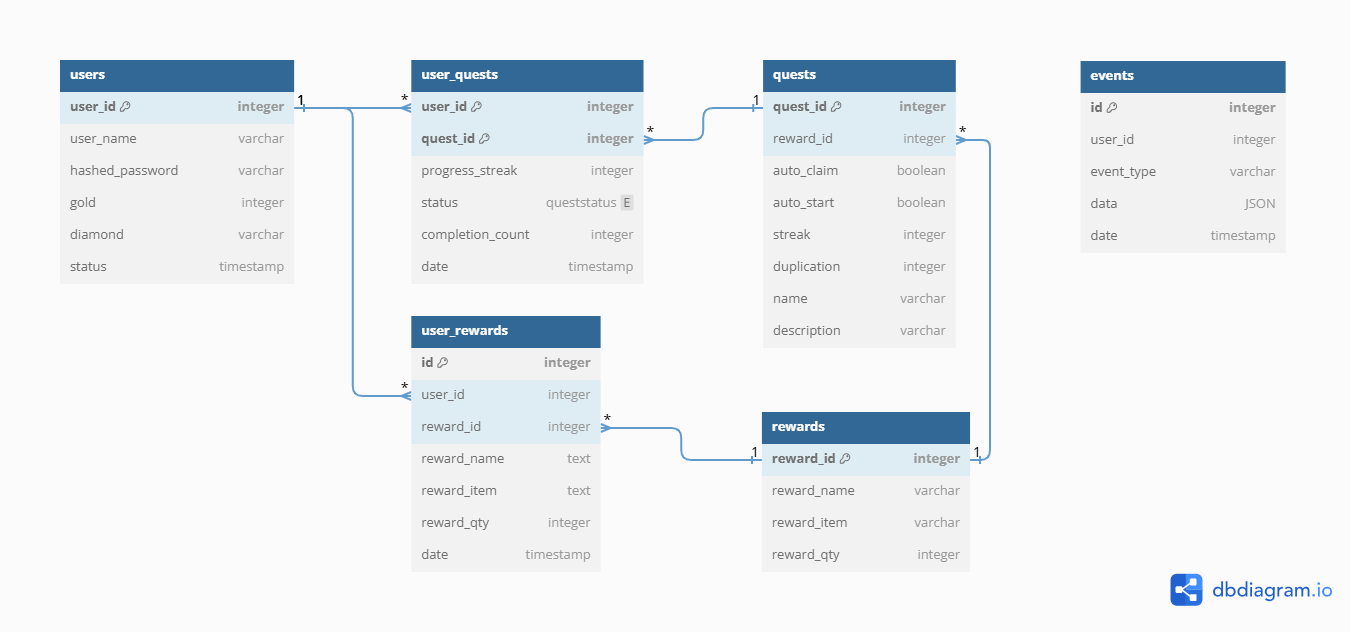 users
user_id integer
user_name varchar
hashed_password varchar
gold integer
diamond varchar
status timestamp
1
*
*
user_quests
user_id integer
quest_id integer
progress_streak integer
status queststatus E
completion_count integer
date timestamp
*
1
quests
quest_id integer
reward_id integer
auto_claim boolean
auto_start boolean
streak integer
duplication integer
name varchar
description varchar
*
events
id integer
user_id integer
event_type varchar
data JSON
date timestamp
user_rewards
id integer
user_id integer
reward_id integer
reward_name text
reward_item text
reward_qty integer
date timestamp
*
1
rewards
reward_id integer
reward_name varchar
reward_item varchar
reward_qty integer
1
dbdiagram.io